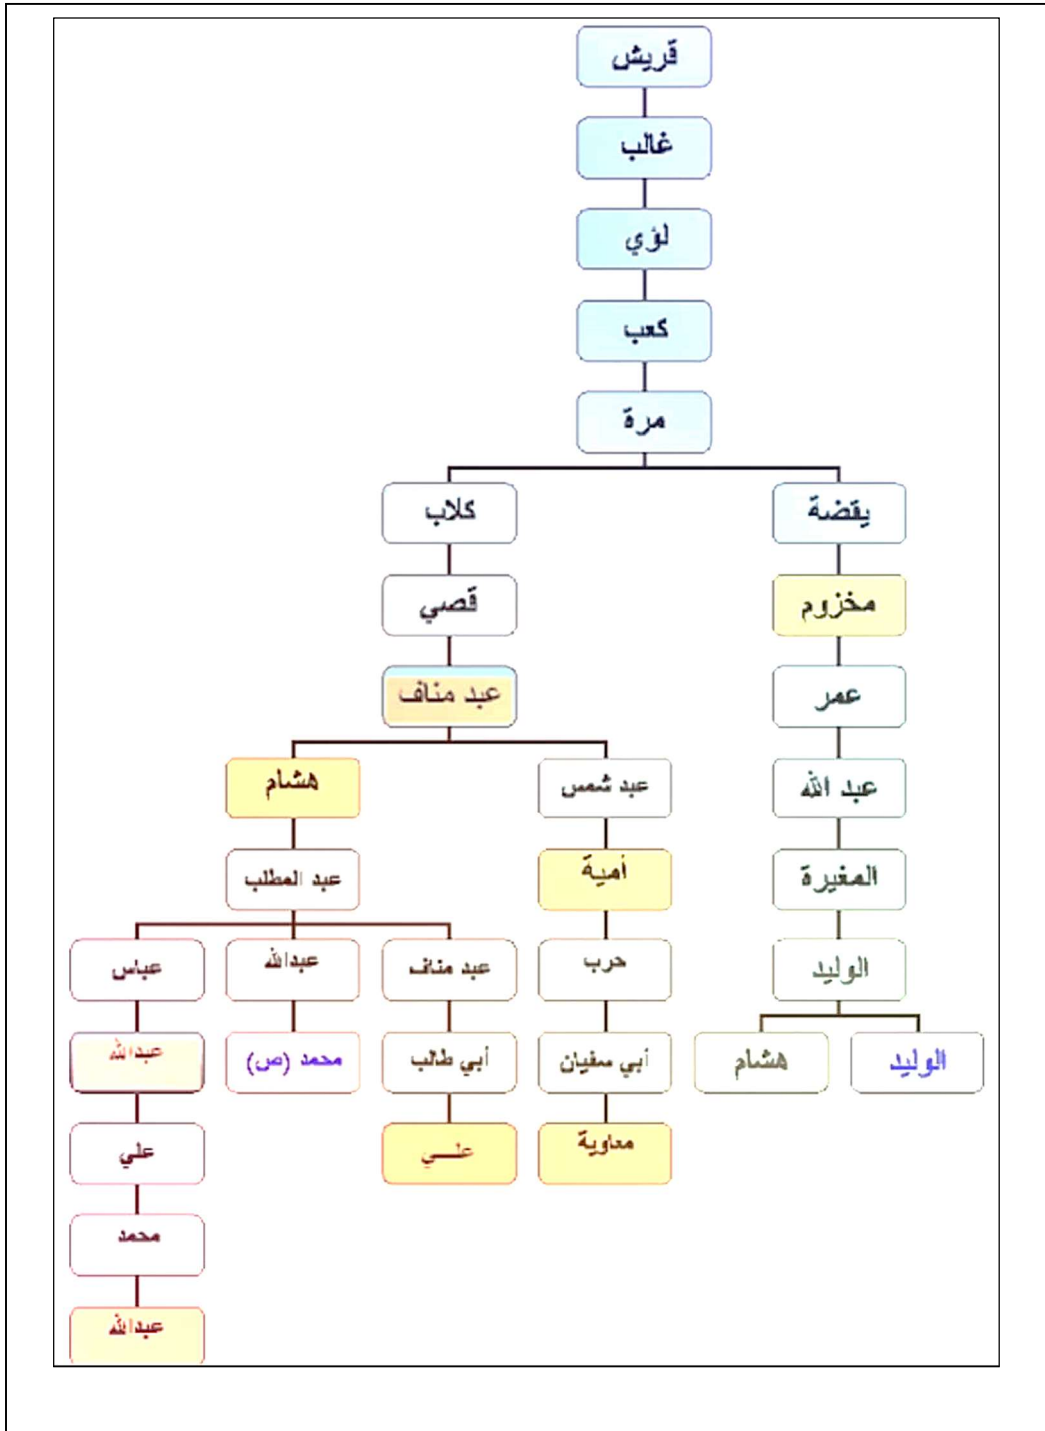 قريش
غالب
لؤي
كعب
مرة
يقضة
كلاب
مخزوم
قصي
عمر
عبد مناف
عبد الله
عبد شمس
هشام
المغيرة
أمية
عبد المطلب
الوليد
حرب
عبد مناف
عبدالله
عباس
الوليد
هشام
أبي سفيان
أبي طالب
محمد (ص)
عبدالله
معاوية
علي
علي
محمد
عبدالله